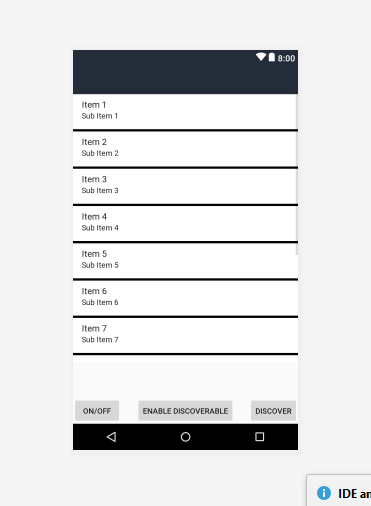 8:00
Item 1
Sub Item 1
Item 2
Sub Item 2
Item 3
Sub Item 3
Item 4
Sub Item 4
Item 5
Sub Item 5
Item 6
Sub Item 6
Item 7
Sub Item 7
ON/OFF ENABLE DISCOVERABLE DISCOVER
IDE